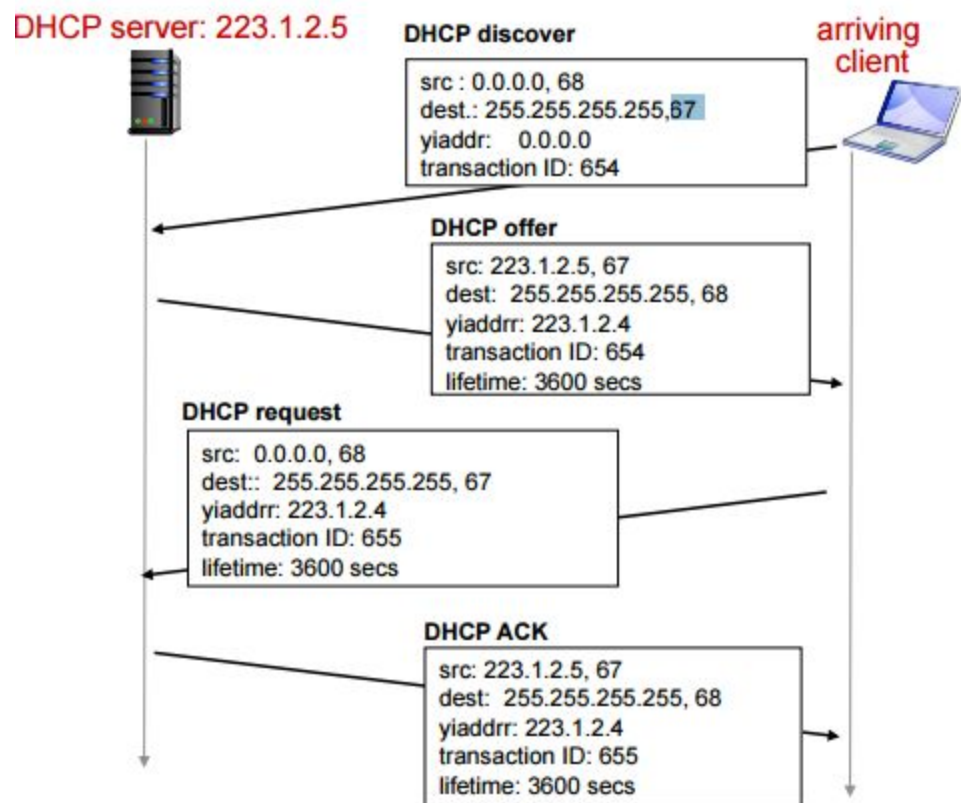 DHCP server: 223.1.2.5
DHCP discover
arriving
client
src : 0.0.0.0, 68
dest.: 255.255.255.255,67
yiaddr: 0.0.0.0
transaction ID: 654
DHCP offer
src: 223.1.2.5, 67
dest: 255.255.255.255, 68
yiaddrr: 223.1.2.4
transaction ID: 654
lifetime: 3600 secs
DHCP request
src: 0.0.0.0, 68
dest:: 255.255.255.255, 67
yiaddrr: 223.1.2.4
transaction ID: 655
lifetime: 3600 secs
DHCP ACK
src: 223.1.2.5, 67
dest: 255.255.255.255, 68
yiaddrr: 223.1.2.4
transaction ID: 655
lifetime: 3600 secs